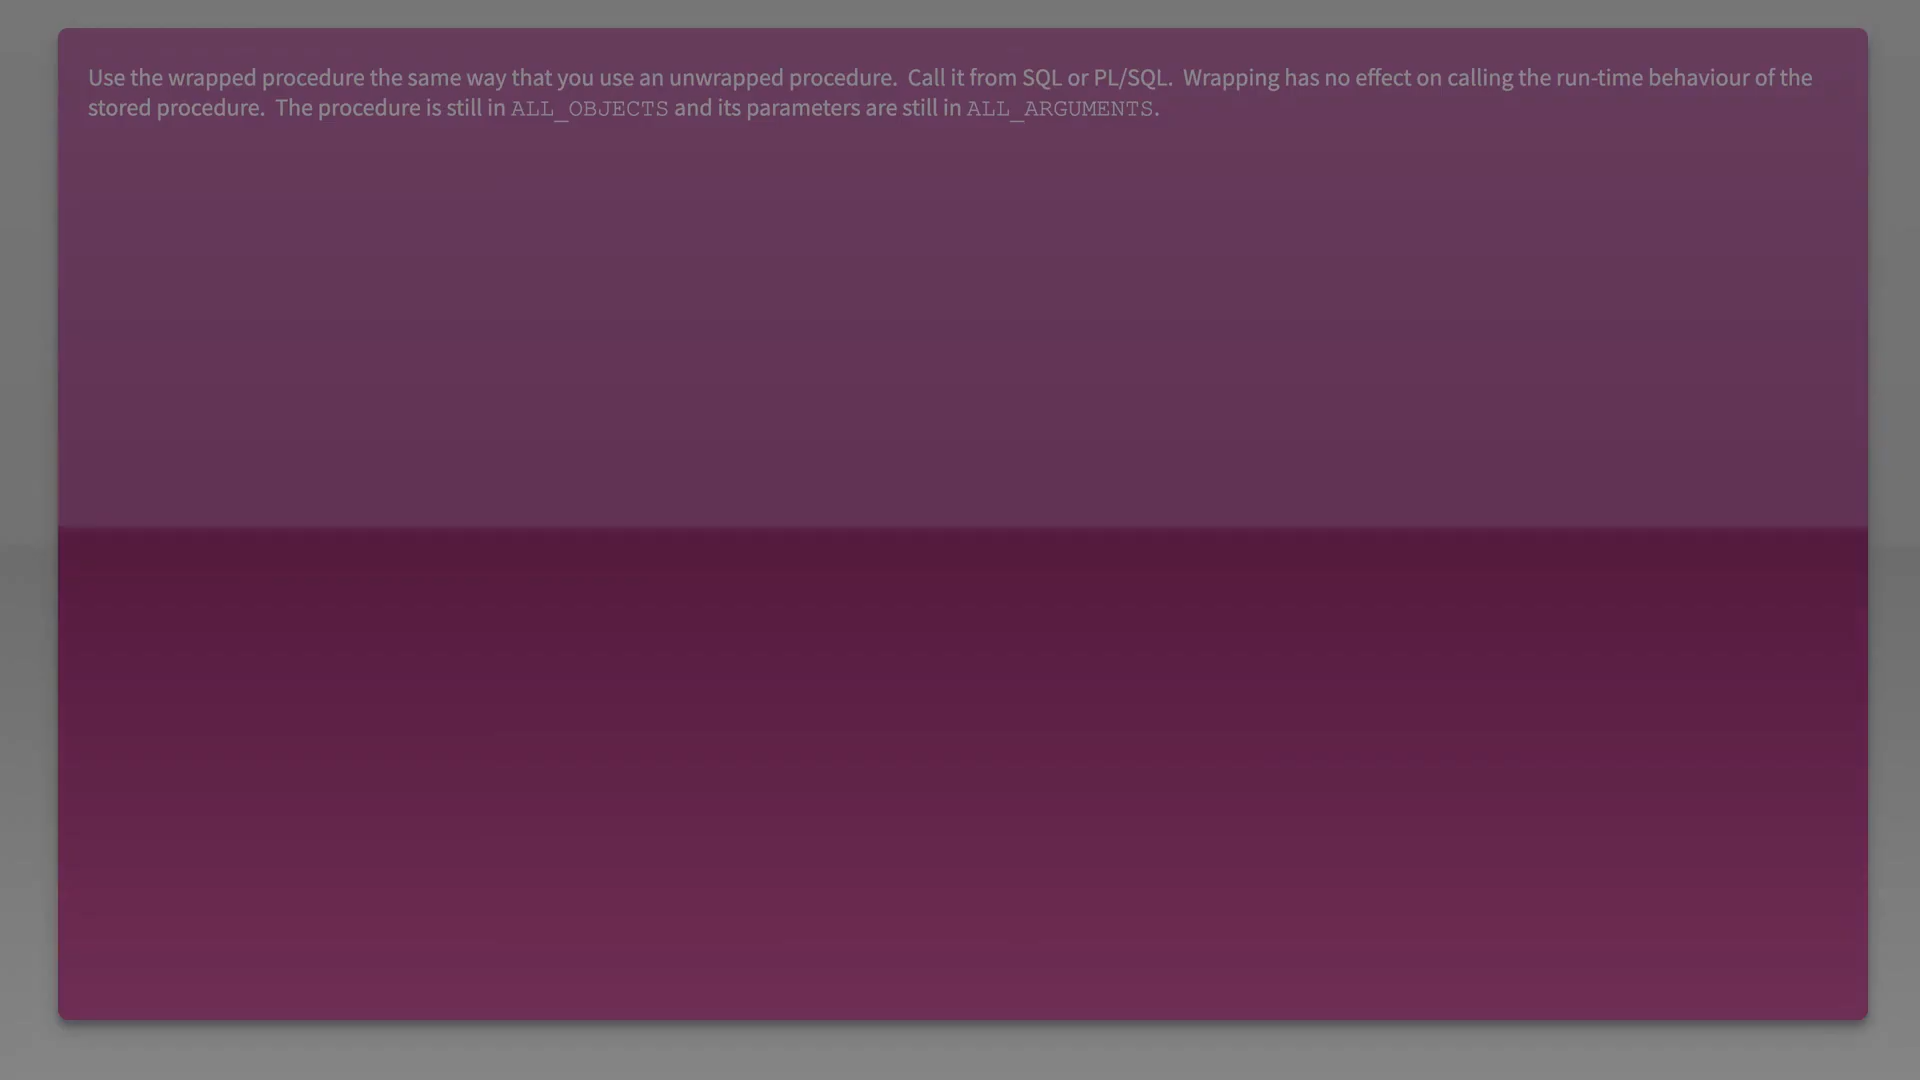 Use the wrapped procedure the same way that you use an unwrapped procedure.  Call it from SQL or PL/SQL.  Wrapping has no effect on calling the run-time behaviour of the
stored procedure.  The procedure is still in ALL_OBJECTS and its parameters are still in ALL_ARGUMENTS.